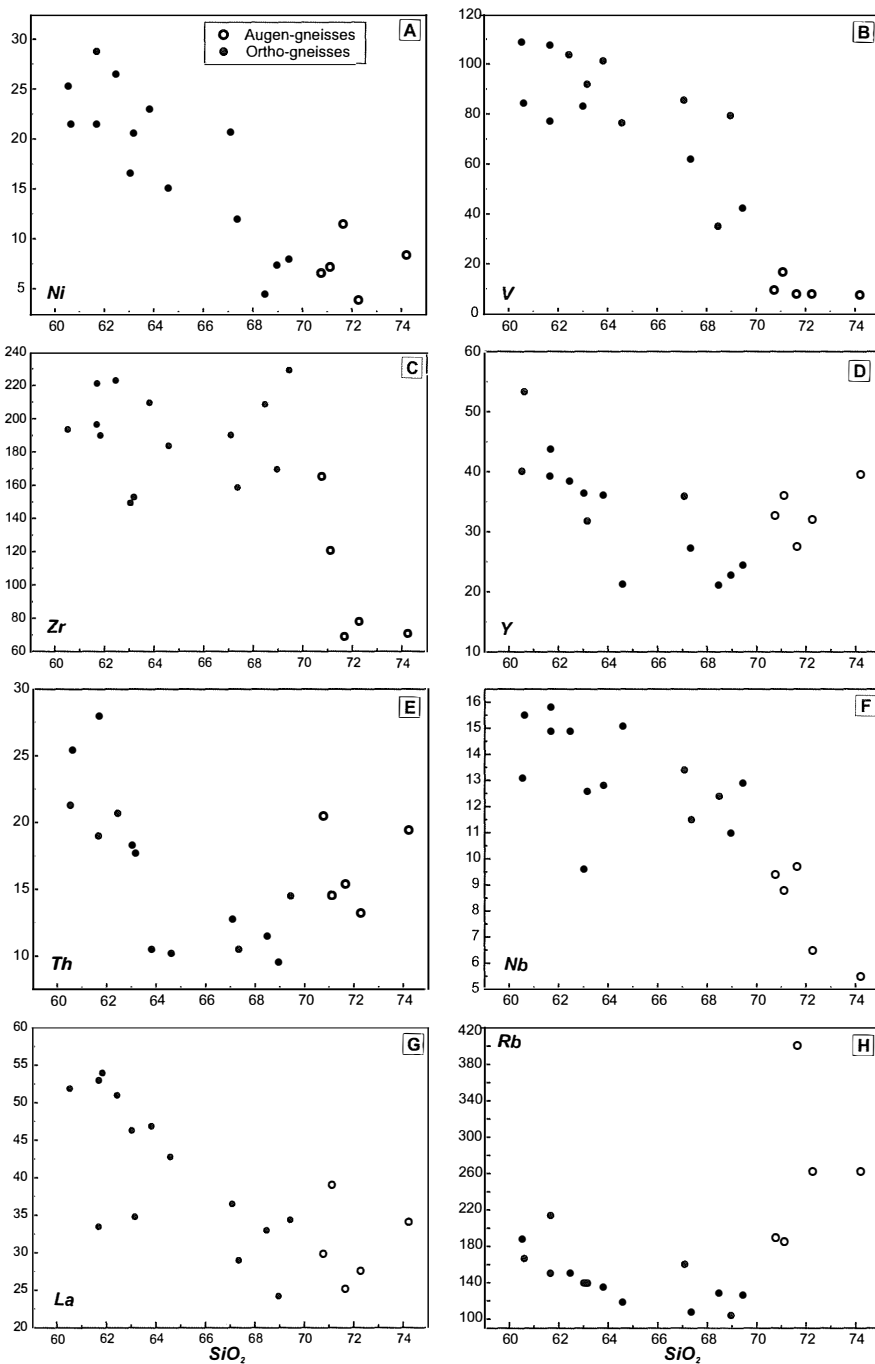 A
Augen-gneisses
Ortho-gneisses
30
25
20
15
10
5
Ni
60 62 64 66 68 70 72 74
B
120
100
80
60
40
20
0
V
60 62 64 66 68 70 72 74
C
240
220
200
180
160
140
120
100
80
60
Zr
60 62 64 66 68 70 72 74
D
60
50
40
30
20
10
Y
60 62 64 66 68 70 72 74
E
30
25
20
15
10
Th
60 62 64 66 68 70 72 74
F
16
15
14
13
12
11
10
9
8
7
6
5
Nb
60 62 64 66 68 70 72 74
G
60
55
50
45
40
35
30
25
20
La
60 62 64 66 68 70 72 74
SiO₂
Rb
H
420
380
340
300
260
220
180
140
100
60 62 64 66 68 70 72 74
SiO₂